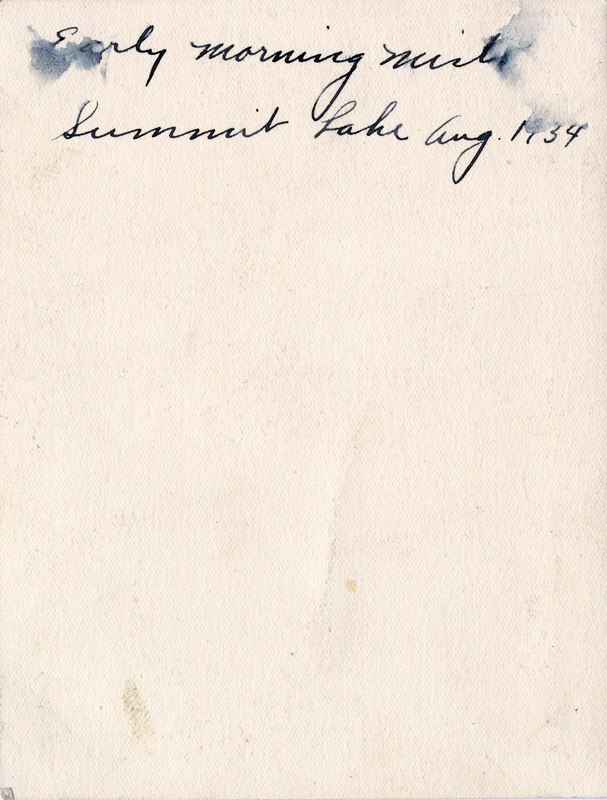 Early morning mist.
Summit Lake Aug. 1934